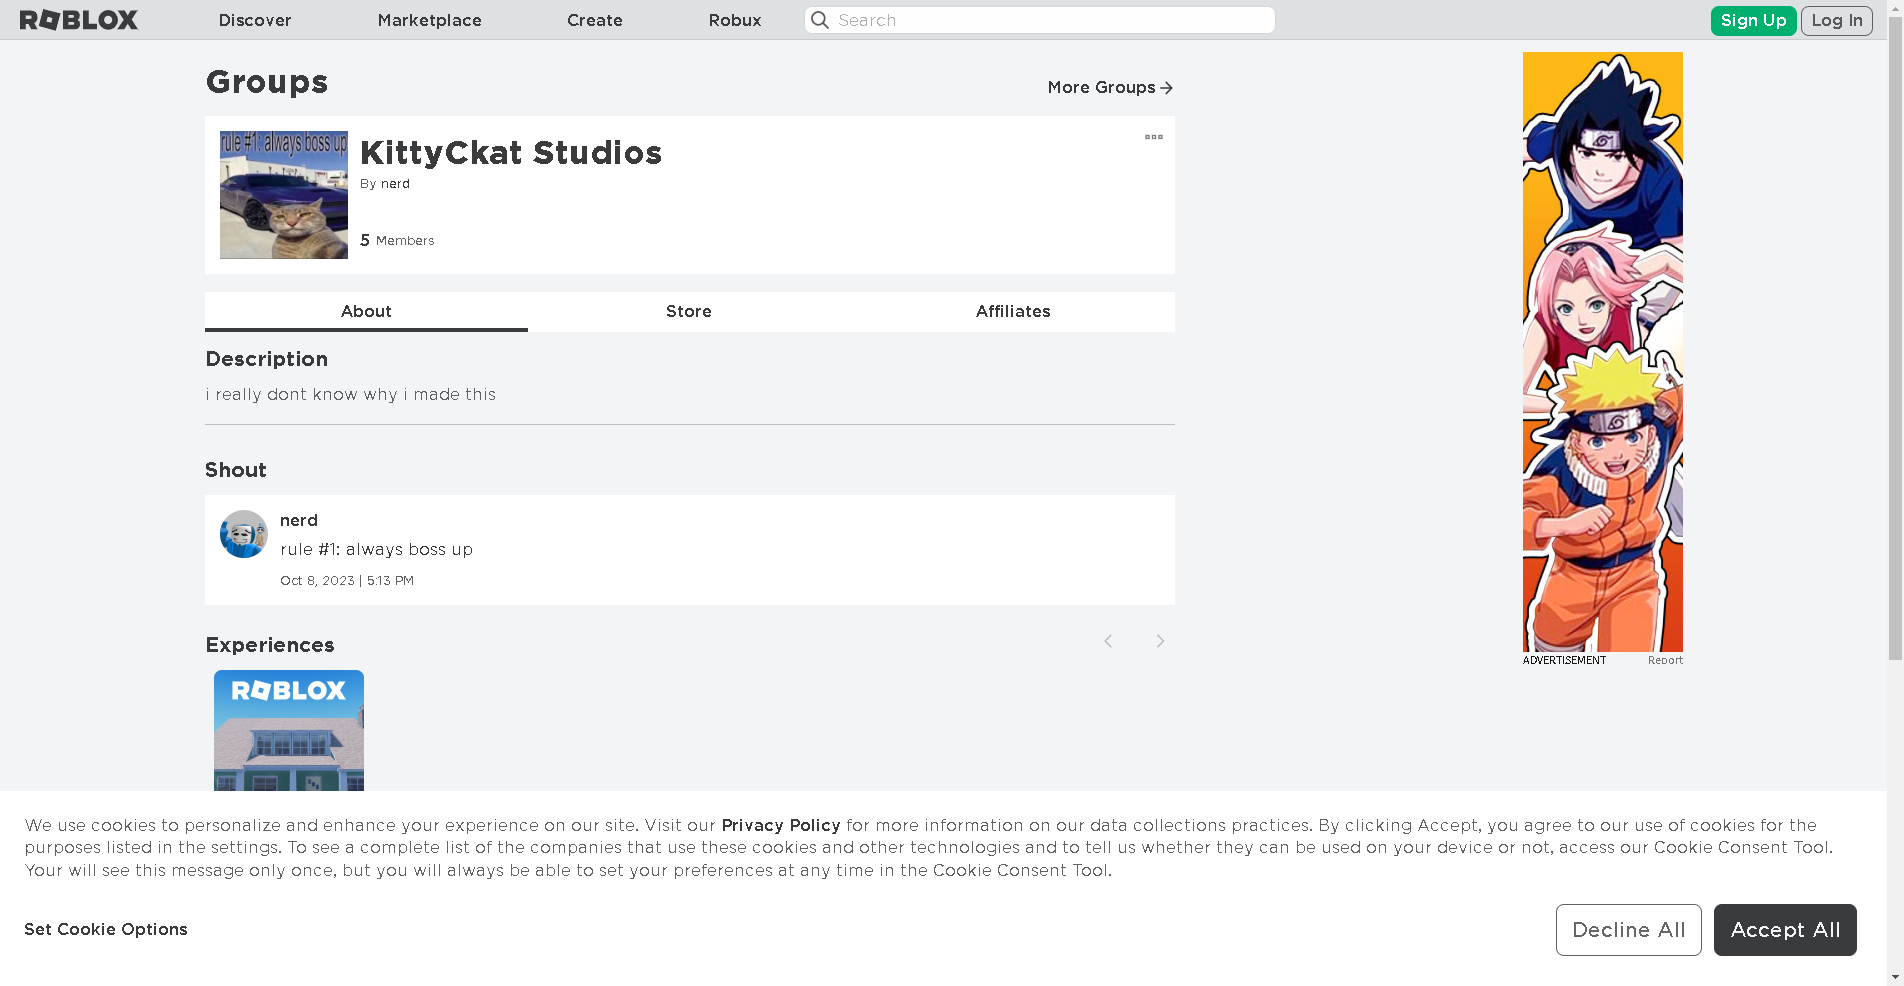 ROBLOX
Discover
Marketplace
Create
Robux
Search
Sign Up
Log In
Groups
More Groups
rule #1: always boss up
KittyCkat Studios
By nerd
5 Members
About
Store
Affiliates
Description
i really dont know why i made this
Shout
nerd
rule #1: always boss up
Oct 8, 2023 | 5:13 PM
Experiences
ROBLOX
ADVERTISEMENT
Report
We use cookies to personalize and enhance your experience on our site. Visit our Privacy Policy for more information on our data collections practices. By clicking Accept, you agree to our use of cookies for the
purposes listed in the settings. To see a complete list of the companies that use these cookies and other technologies and to tell us whether they can be used on your device or not, access our Cookie Consent Tool.
Your will see this message only once, but you will always be able to set your preferences at any time in the Cookie Consent Tool.
Set Cookie Options
Decline All
Accept All